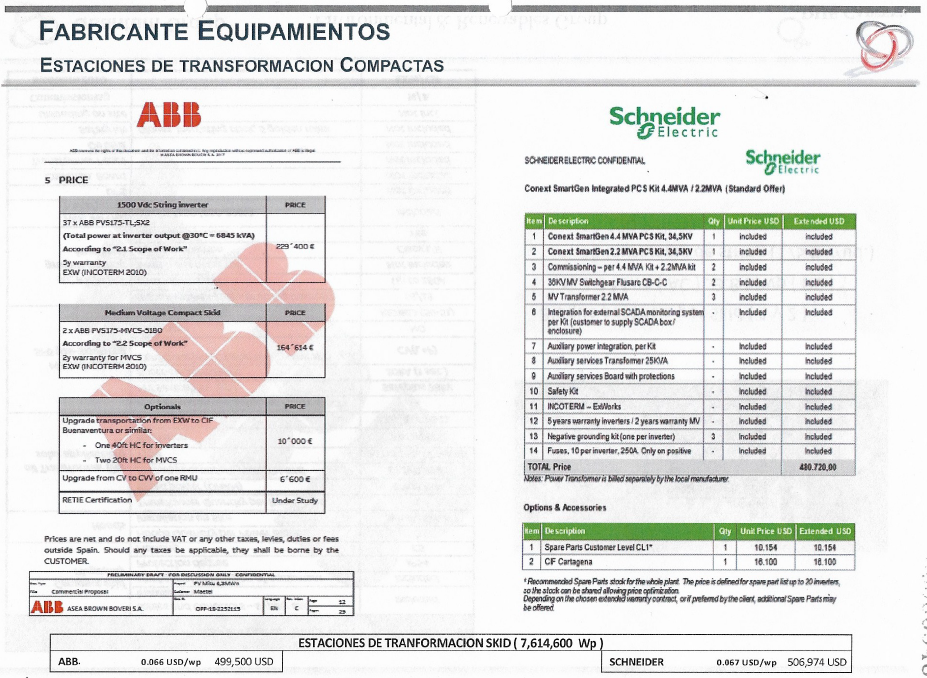 FABRICANTE EQUIPAMIENTOS
ESTACIONES DE TRANSFORMACION COMPACTAS
ABB
5 PRICE
1500 Vdc String inverter PRICE
37 x ABB PVS175-TL;SX2
(Total power at inverter output @30ºC = 6845 kVA)
According to "2.1 Scope of Work"
5y warranty
EXW (INCOTERM 2010)
229´400 €
Medium Voltage Compact Skid PRICE
2 x ABB PVS175-MVCS-3180
According to "2.2 Scope of Work"
2y warranty for MVCS
EXW (INCOTERM 2010)
164´614 €
Optionals PRICE
Upgrade transportation from EXW to CIF
Buenaventura or similar:
- One 40ft HC for inverters
- Two 20ft HC for MVCS
10´000 €
Upgrade from CV to CVV of one RMU 6´600 €
RETIE Certification Under Study
Prices are net and do not include VAT or any other taxes, levies, duties or fees
outside Spain. Should any taxes be applicable, they shall be borne by the
CUSTOMER.
PRELIMINARY DRAFT FOR DISCUSSION ONLY CONFIDENTIAL
Commercial Proposal
ABB ASEA BROWN BOVERI S.A.
EN C 12
29
Schneider
Electric
SCHNEIDER ELECTRIC CONFIDENTIAL
Schneider
Electric
Conext SmartGen Integrated PCS Kit 4.4MVA / 2.2MVA (Standard Offer)
Item Description Qty Unit Price USD Extended USD
1 Conext SmartGen 4.4 MVA PCS Kit, 34,5KV 1 included included
2 Conext SmartGen 2.2 MVA PCS Kit, 34,5KV 1 included included
3 Commissioning – per 4.4 MVA Kit + 2.2MVA kit 2 included included
4 36KV MV Switchgear Flusarc CB-C-C 2 included included
5 MV Transformer 2.2 MVA 3 included included
6 Integration for external SCADA monitoring system - Included Included
per Kit (customer to supply SCADA box /
enclosure)
7 Auxiliary power integration, per Kit - Included Included
8 Auxiliary services Transformer 25KVA - Included Included
9 Auxiliary services Board with protections - Included Included
10 Safety Kit - Included Included
11 INCOTERM – ExWorks - Included Included
12 5 years warranty inverters / 2 years warranty MV - Included Included
13 Negative grounding kit (one per inverter) 3 Included Included
14 Fuses, 10 per inverter, 250A. Only on positive - Included Included
TOTAL Price 480.720,00
Notes: Power Transformer is billed separately by the local manufacturer.
Options & Accessories
Item Description Qty Unit Price USD Extended USD
1 Spare Parts Customer Level CL1* 1 10.154 10.154
2 CIF Cartagena 1 16.100 16.100
* Recommended Spare Parts stock for the whole plant. The price is defined for spare part list up to 20 inverters,
so the stock can be shared allowing price optimization.
Depending on the chosen extended warranty contract, or if preferred by the client, additional Spare Parts may
be offered.
ESTACIONES DE TRANFORMACION SKID ( 7,614,600 Wp )
ABB. 0.066 USD/wp 499,500 USD
SCHNEIDER 0.067 USD/wp 506,974 USD